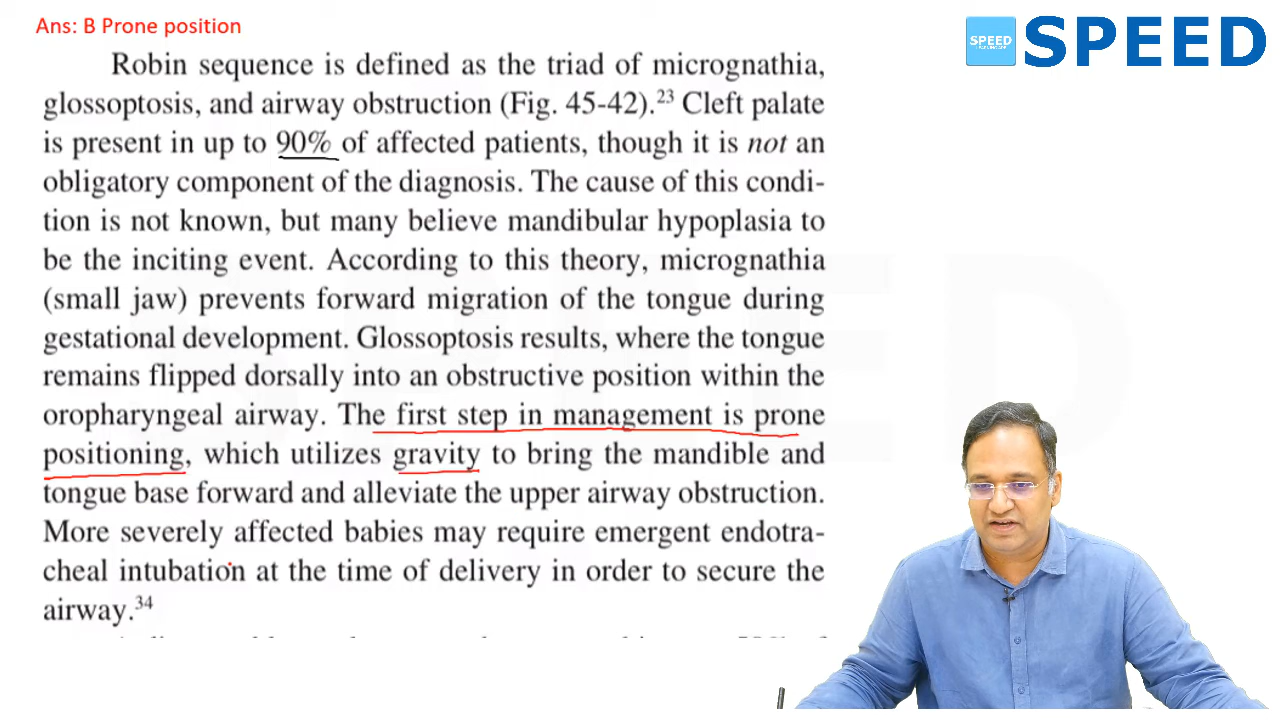 Ans: B Prone position
SPEED
SPEED
Robin sequence is defined as the triad of micrognathia,
glossoptosis, and airway obstruction (Fig. 45-42).23 Cleft palate
is present in up to 90% of affected patients, though it is not an
obligatory component of the diagnosis. The cause of this condi-
tion is not known, but many believe mandibular hypoplasia to
be the inciting event. According to this theory, micrognathia
(small jaw) prevents forward migration of the tongue during
gestational development. Glossoptosis results, where the tongue
remains flipped dorsally into an obstructive position within the
oropharyngeal airway. The first step in management is prone
positioning, which utilizes gravity to bring the mandible and
tongue base forward and alleviate the upper airway obstruction.
More severely affected babies may require emergent endotra-
cheal intubation at the time of delivery in order to secure the
airway.34